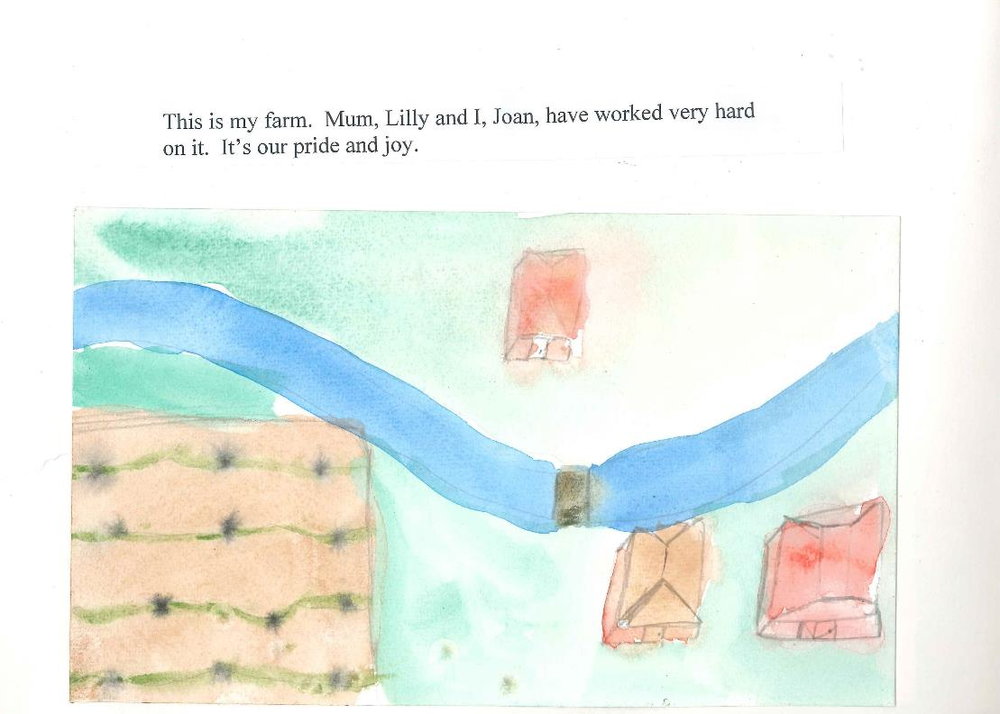 This is my farm.  Mum, Lilly and I, Joan, have worked very hard
on it.  It's our pride and joy.